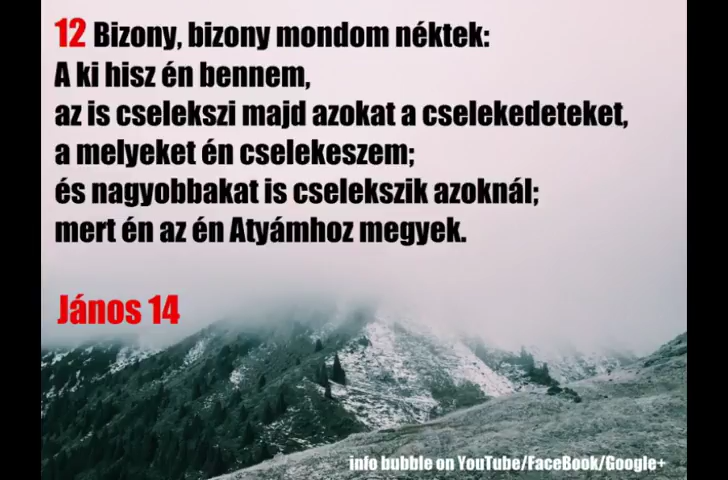 12 Bizony, bizony mondom néktek:
A ki hisz én bennem,
az is cselekszi majd azokat a cselekedeteket,
a melyeket én cselekeszem;
és nagyobbakat is cselekszik azoknál;
mert én az én Atyámhoz megyek.
János 14
info bubble on YouTube/FaceBook/Google+